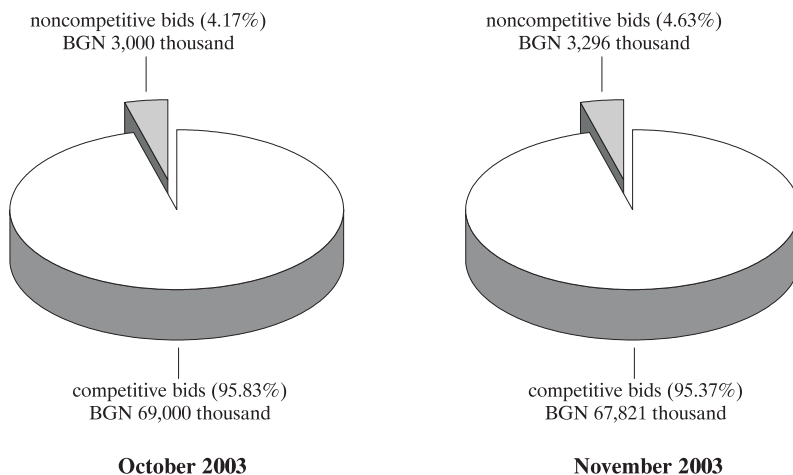 noncompetitive bids (4.17%)
BGN 3,000 thousand
competitive bids (95.83%)
BGN 69,000 thousand
October 2003
noncompetitive bids (4.63%)
BGN 3,296 thousand
competitive bids (95.37%)
BGN 67,821 thousand
November 2003